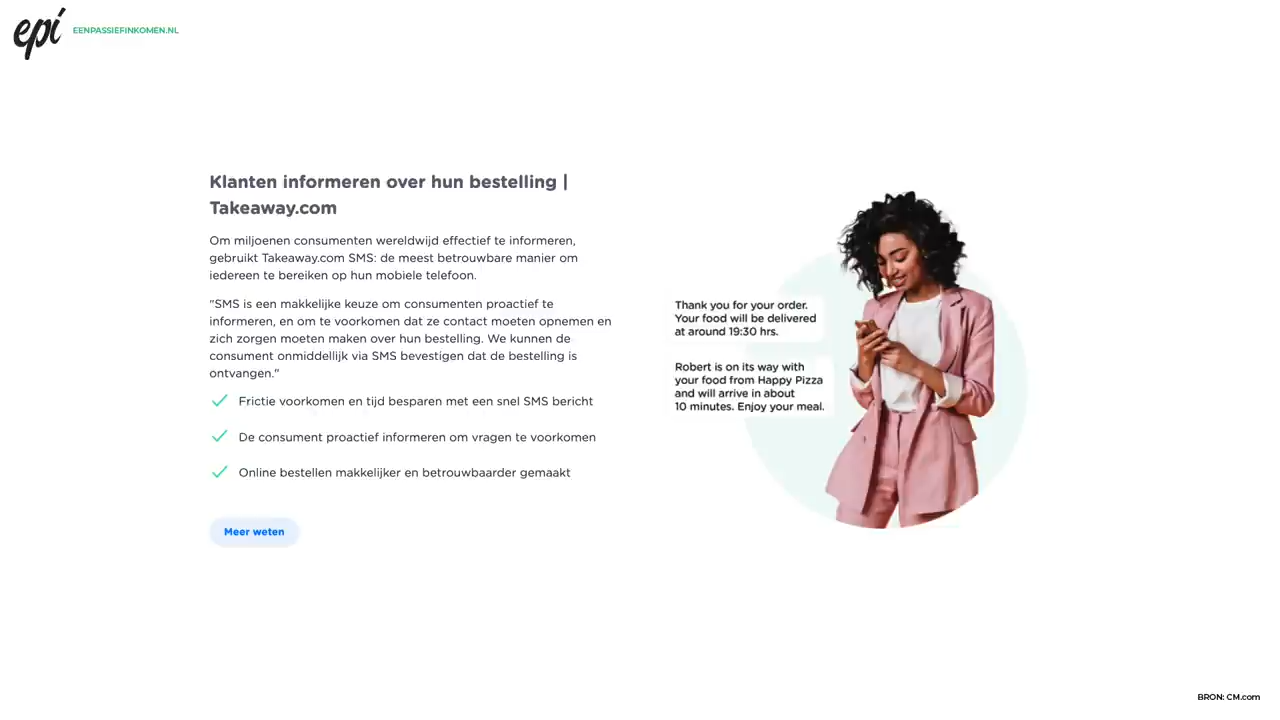 epi
EENPASSIEFINKOMEN.NL
Klanten informeren over hun bestelling |
Takeaway.com
Om miljoenen consumenten wereldwijd effectief te informeren,
gebruikt Takeaway.com SMS: de meest betrouwbare manier om
iedereen te bereiken op hun mobiele telefoon.
"SMS is een makkelijke keuze om consumenten proactief te
informeren, en om te voorkomen dat ze contact moeten opnemen en
zich zorgen moeten maken over hun bestelling. We kunnen de
consument onmiddellijk via SMS bevestigen dat de bestelling is
ontvangen."
Frictie voorkomen en tijd besparen met een snel SMS bericht
De consument proactief informeren om vragen te voorkomen
Online bestellen makkelijker en betrouwbaarder gemaakt
Meer weten
Thank you for your order.
Your food will be delivered
at around 19:30 hrs.
Robert is on its way with
your food from Happy Pizza
and will arrive in about
10 minutes. Enjoy your meal.
BRON: CM.com